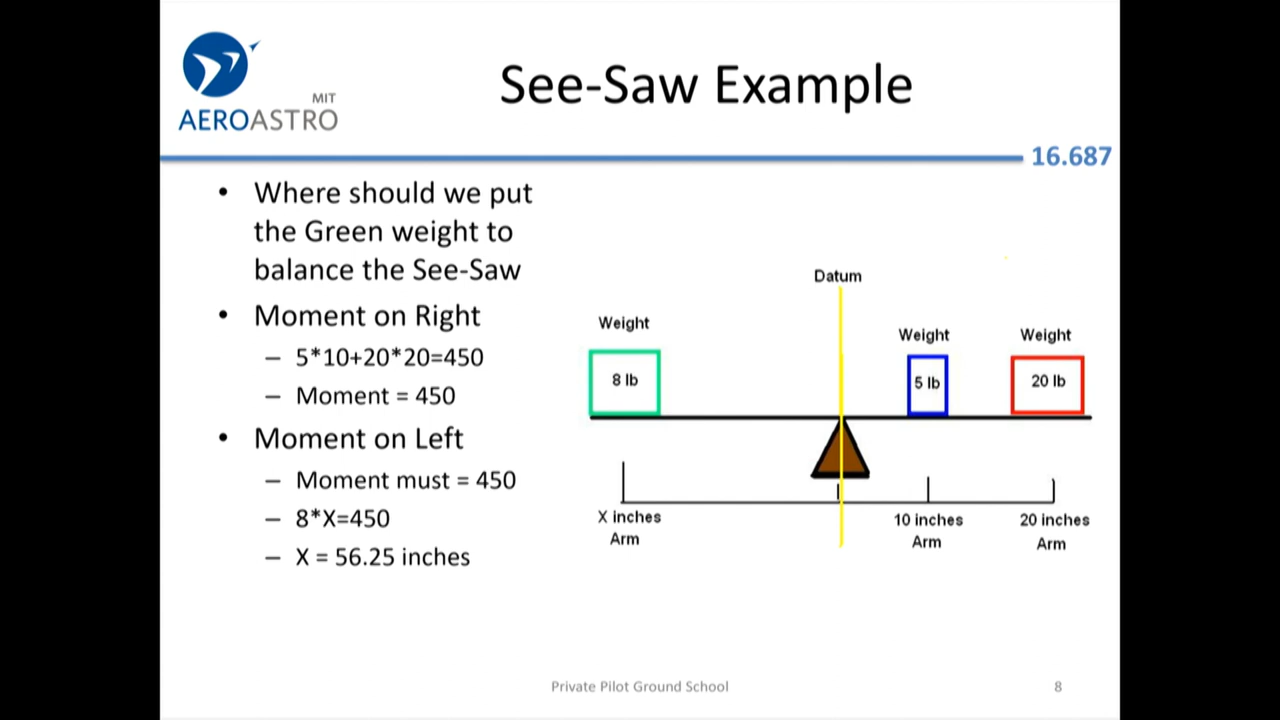 MIT
AEROASTRO
See-Saw Example
16.687
• Where should we put
the Green weight to
balance the See-Saw
• Moment on Right
– 5*10+20*20=450
– Moment = 450
• Moment on Left
– Moment must = 450
– 8*X=450
– X = 56.25 inches
Datum
Weight
Weight
Weight
8 lb
5 lb
20 lb
X inches
Arm
10 inches
Arm
20 inches
Arm
Private Pilot Ground School
8